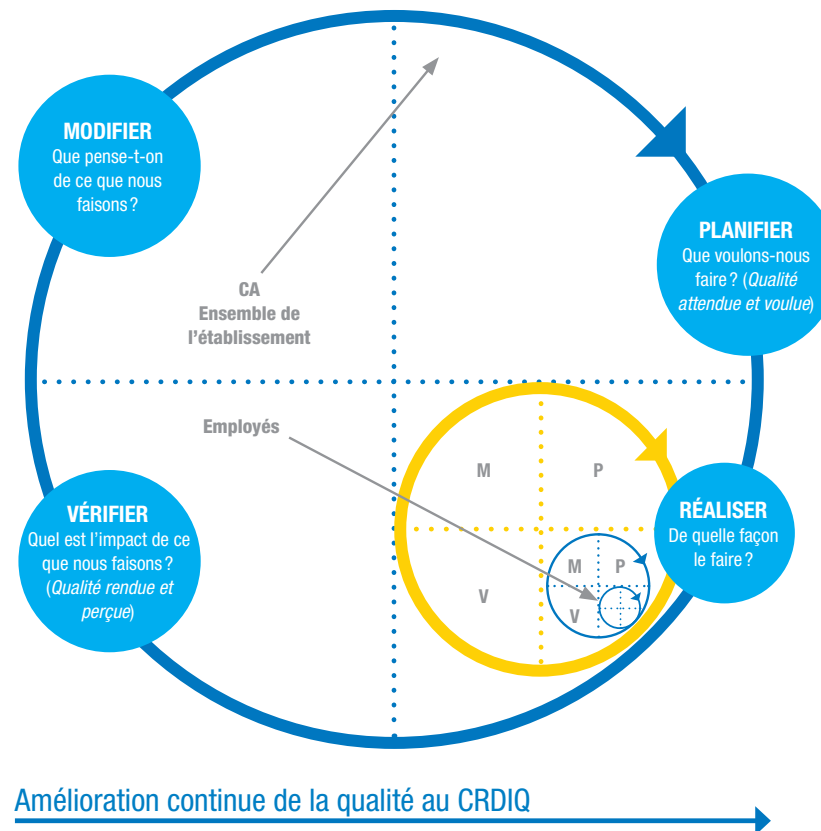 MODIFIER
Que pense-t-on
de ce que nous
faisons ?
PLANIFIER
Que voulons-nous
faire ? (Qualité
attendue et voulue)
CA
Ensemble de
l'établissement
Employés
M
P
VÉRIFIER
Quel est l'impact de ce
que nous faisons ?
(Qualité rendue et
perçue)
RÉALISER
De quelle façon
le faire ?
V
M
P
V
Amélioration continue de la qualité au CRDIQ